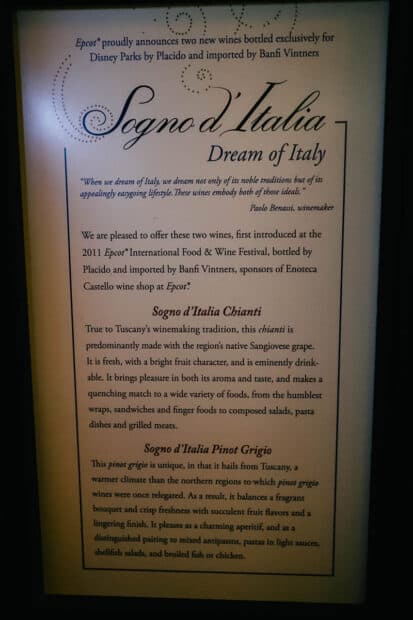 Epcot® proudly announces two new wines bottled exclusively for
Disney Parks by Placido and imported by Banfi Vintners
Sogno d'Italia
Dream of Italy
"When we dream of Italy, we dream not only of its noble traditions but of its
appealingly easygoing lifestyle. These wines embody both of those ideals."
Paolo Benassi, winemaker
We are pleased to offer these two wines, first introduced at the
2011 Epcot® International Food & Wine Festival, bottled by
Placido and imported by Banfi Vintners, sponsors of Enoteca
Castello wine shop at Epcot®.
Sogno d'Italia Chianti
True to Tuscany's winemaking tradition, this chianti is
predominantly made with the region's native Sangiovese grape.
It is fresh, with a bright fruit character, and is eminently drink-
able. It brings pleasure in both its aroma and taste, and makes a
quenching match to a wide variety of foods, from the humblest
wraps, sandwiches and finger foods to composed salads, pasta
dishes and grilled meats.
Sogno d'Italia Pinot Grigio
This pinot grigio is unique, in that it hails from Tuscany, a
warmer climate than the northern regions to which pinot grigio
wines were once relegated. As a result, it balances a fragrant
bouquet and crisp freshness with succulent fruit flavors and a
lingering finish. It pleases as a charming aperitif, and as a
distinguished pairing to mixed antipastos, pastas in light sauces,
shellfish salads, and broiled fish or chicken.